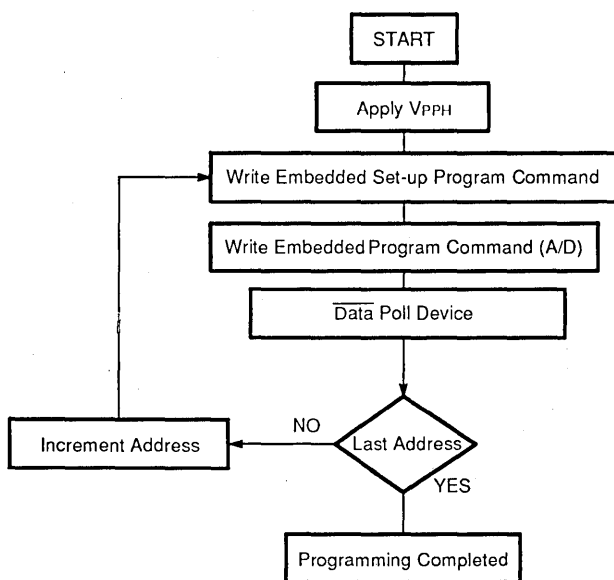 START
Apply VPPH
Write Embedded Set-up Program Command
Write Embedded Program Command (A/D)
Data Poll Device
Last Address
NO
Increment Address
YES
Programming Completed